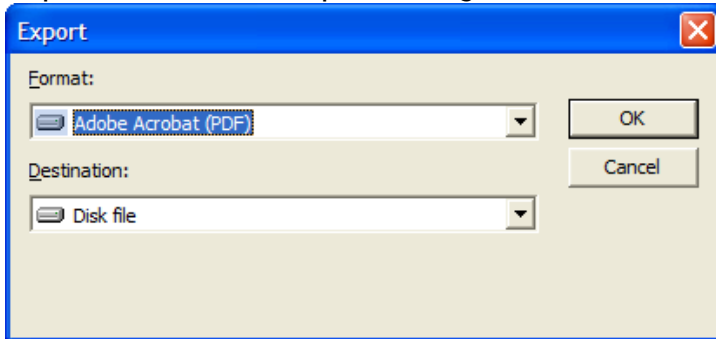 Export
Format:
Adobe Acrobat (PDF)
OK
Destination:
Cancel
Disk file